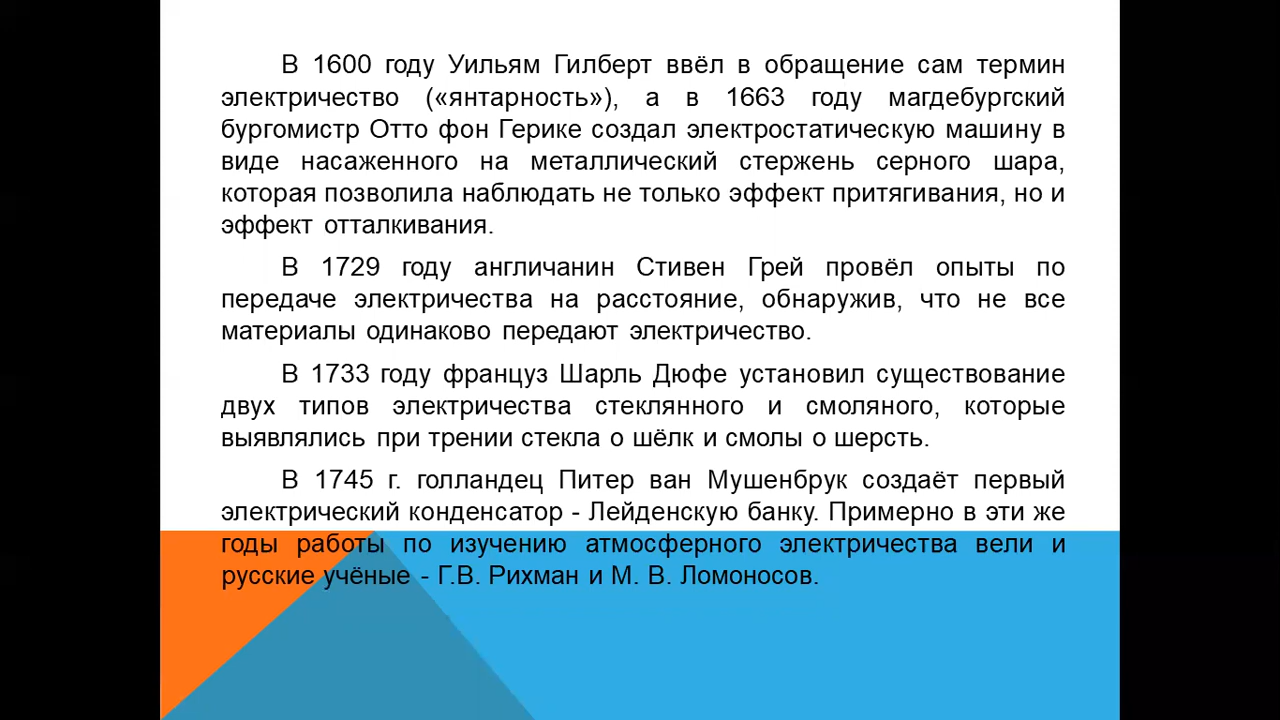 В 1600 году Уильям Гилберт ввёл в обращение сам термин
электричество («янтарность»), а в 1663 году магдебургский
бургомистр Отто фон Герике создал электростатическую машину в
виде насаженного на металлический стержень серного шара,
которая позволила наблюдать не только эффект притягивания, но и
эффект отталкивания.
В 1729 году англичанин Стивен Грей провёл опыты по
передаче электричества на расстояние, обнаружив, что не все
материалы одинаково передают электричество.
В 1733 году француз Шарль Дюфе установил существование
двух типов электричества стеклянного и смоляного, которые
выявлялись при трении стекла о шёлк и смолы о шерсть.
В 1745 г. голландец Питер ван Мушенбрук создаёт первый
электрический конденсатор - Лейденскую банку. Примерно в эти же
годы работы по изучению атмосферного электричества вели и
русские учёные - Г.В. Рихман и М. В. Ломоносов.